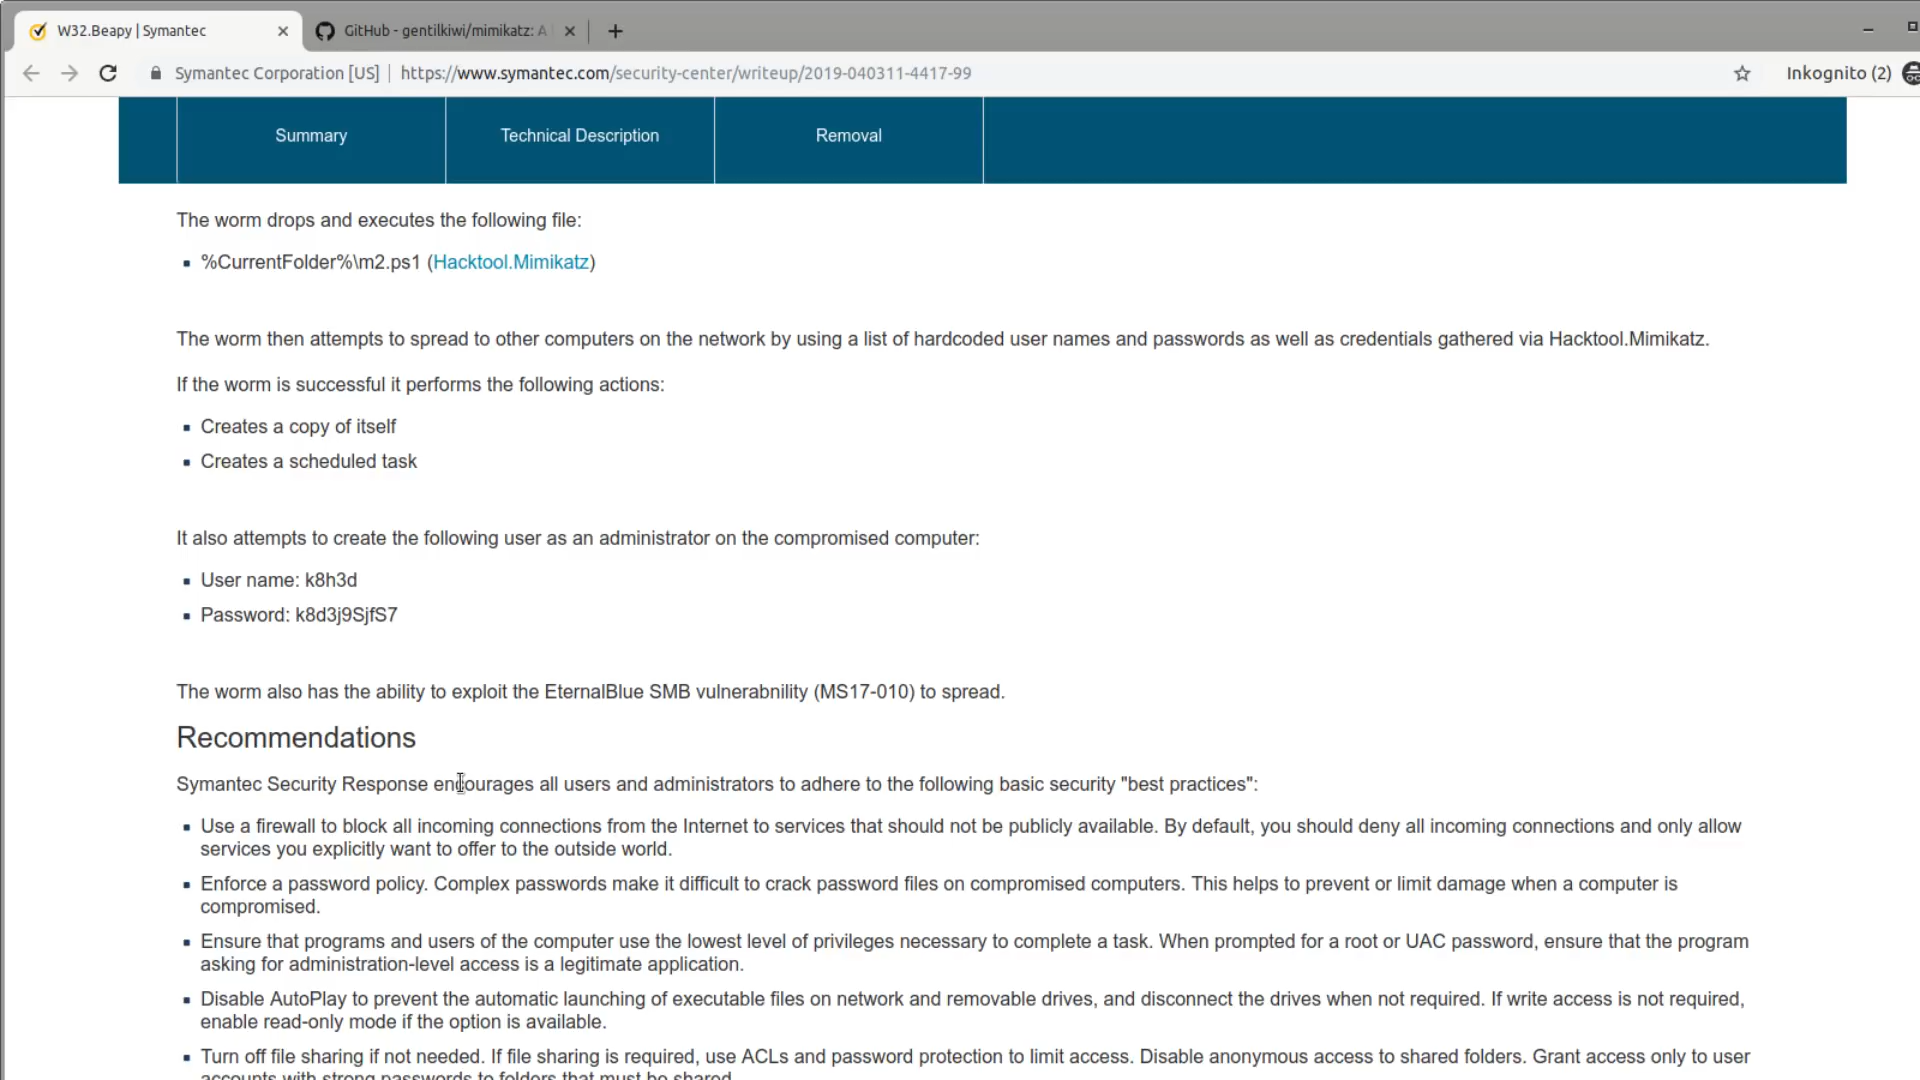 W32.Beapy | Symantec
GitHub - gentilkiwi/mimikatz: A
Symantec Corporation [US] | https://www.symantec.com/security-center/writeup/2019-040311-4417-99
Inkognito (2)
Summary
Technical Description
Removal
The worm drops and executes the following file:
%CurrentFolder%\m2.ps1 (Hacktool.Mimikatz)
The worm then attempts to spread to other computers on the network by using a list of hardcoded user names and passwords as well as credentials gathered via Hacktool.Mimikatz.
If the worm is successful it performs the following actions:
Creates a copy of itself
Creates a scheduled task
It also attempts to create the following user as an administrator on the compromised computer:
User name: k8h3d
Password: k8d3j9SjfS7
The worm also has the ability to exploit the EternalBlue SMB vulnerabnility (MS17-010) to spread.
Recommendations
Symantec Security Response encourages all users and administrators to adhere to the following basic security "best practices":
Use a firewall to block all incoming connections from the Internet to services that should not be publicly available. By default, you should deny all incoming connections and only allow
services you explicitly want to offer to the outside world.
Enforce a password policy. Complex passwords make it difficult to crack password files on compromised computers. This helps to prevent or limit damage when a computer is
compromised.
Ensure that programs and users of the computer use the lowest level of privileges necessary to complete a task. When prompted for a root or UAC password, ensure that the program
asking for administration-level access is a legitimate application.
Disable AutoPlay to prevent the automatic launching of executable files on network and removable drives, and disconnect the drives when not required. If write access is not required,
enable read-only mode if the option is available.
Turn off file sharing if not needed. If file sharing is required, use ACLs and password protection to limit access. Disable anonymous access to shared folders. Grant access only to user
accounts with strong passwords to folders that must be shared.